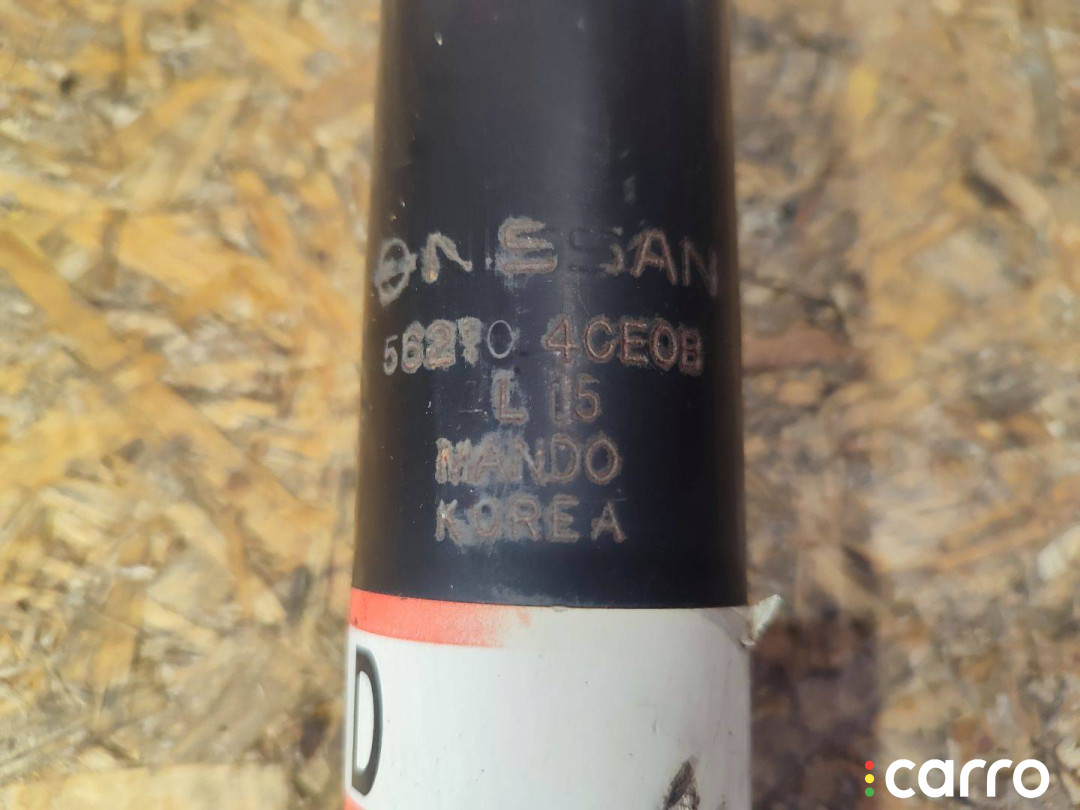 NISSAN
56210 4CE0B
L 15
MANDO
KOREA
D
carro